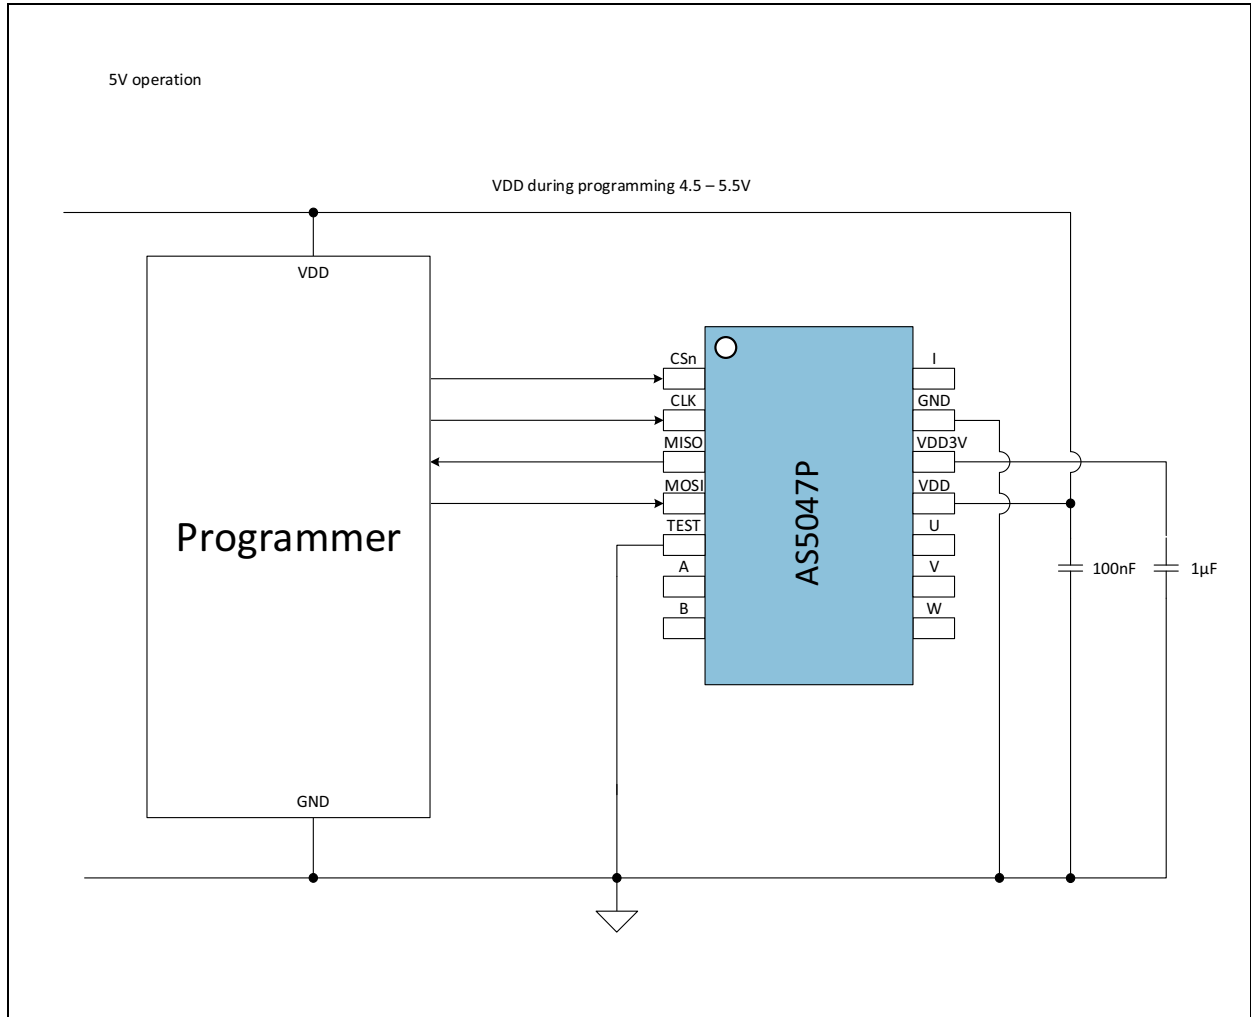 5V operation
VDD during programming 4.5 – 5.5V
VDD
Programmer
GND
CSn
CLK
MISO
MOSI
TEST
A
B
AS5047P
I
GND
VDD3V
VDD
U
V
W
100nF
1µF